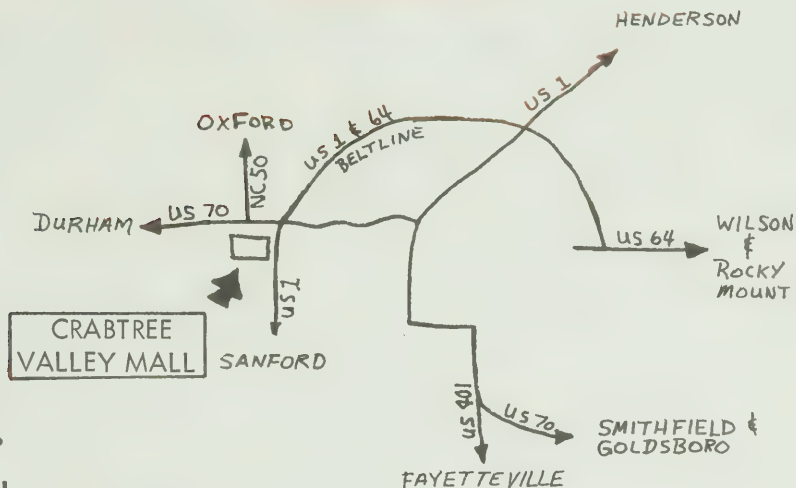 HENDERSON
US 1
US 1 & 64
BELTLINE
OXFORD
NC 50
DURHAM
US 70
US 1
WILSON
&
ROCKY
MOUNT
US 64
CRABTREE
VALLEY MALL
SANFORD
US 401
US 70
SMITHFIELD &
GOLDSBORO
FAYETTEVILLE